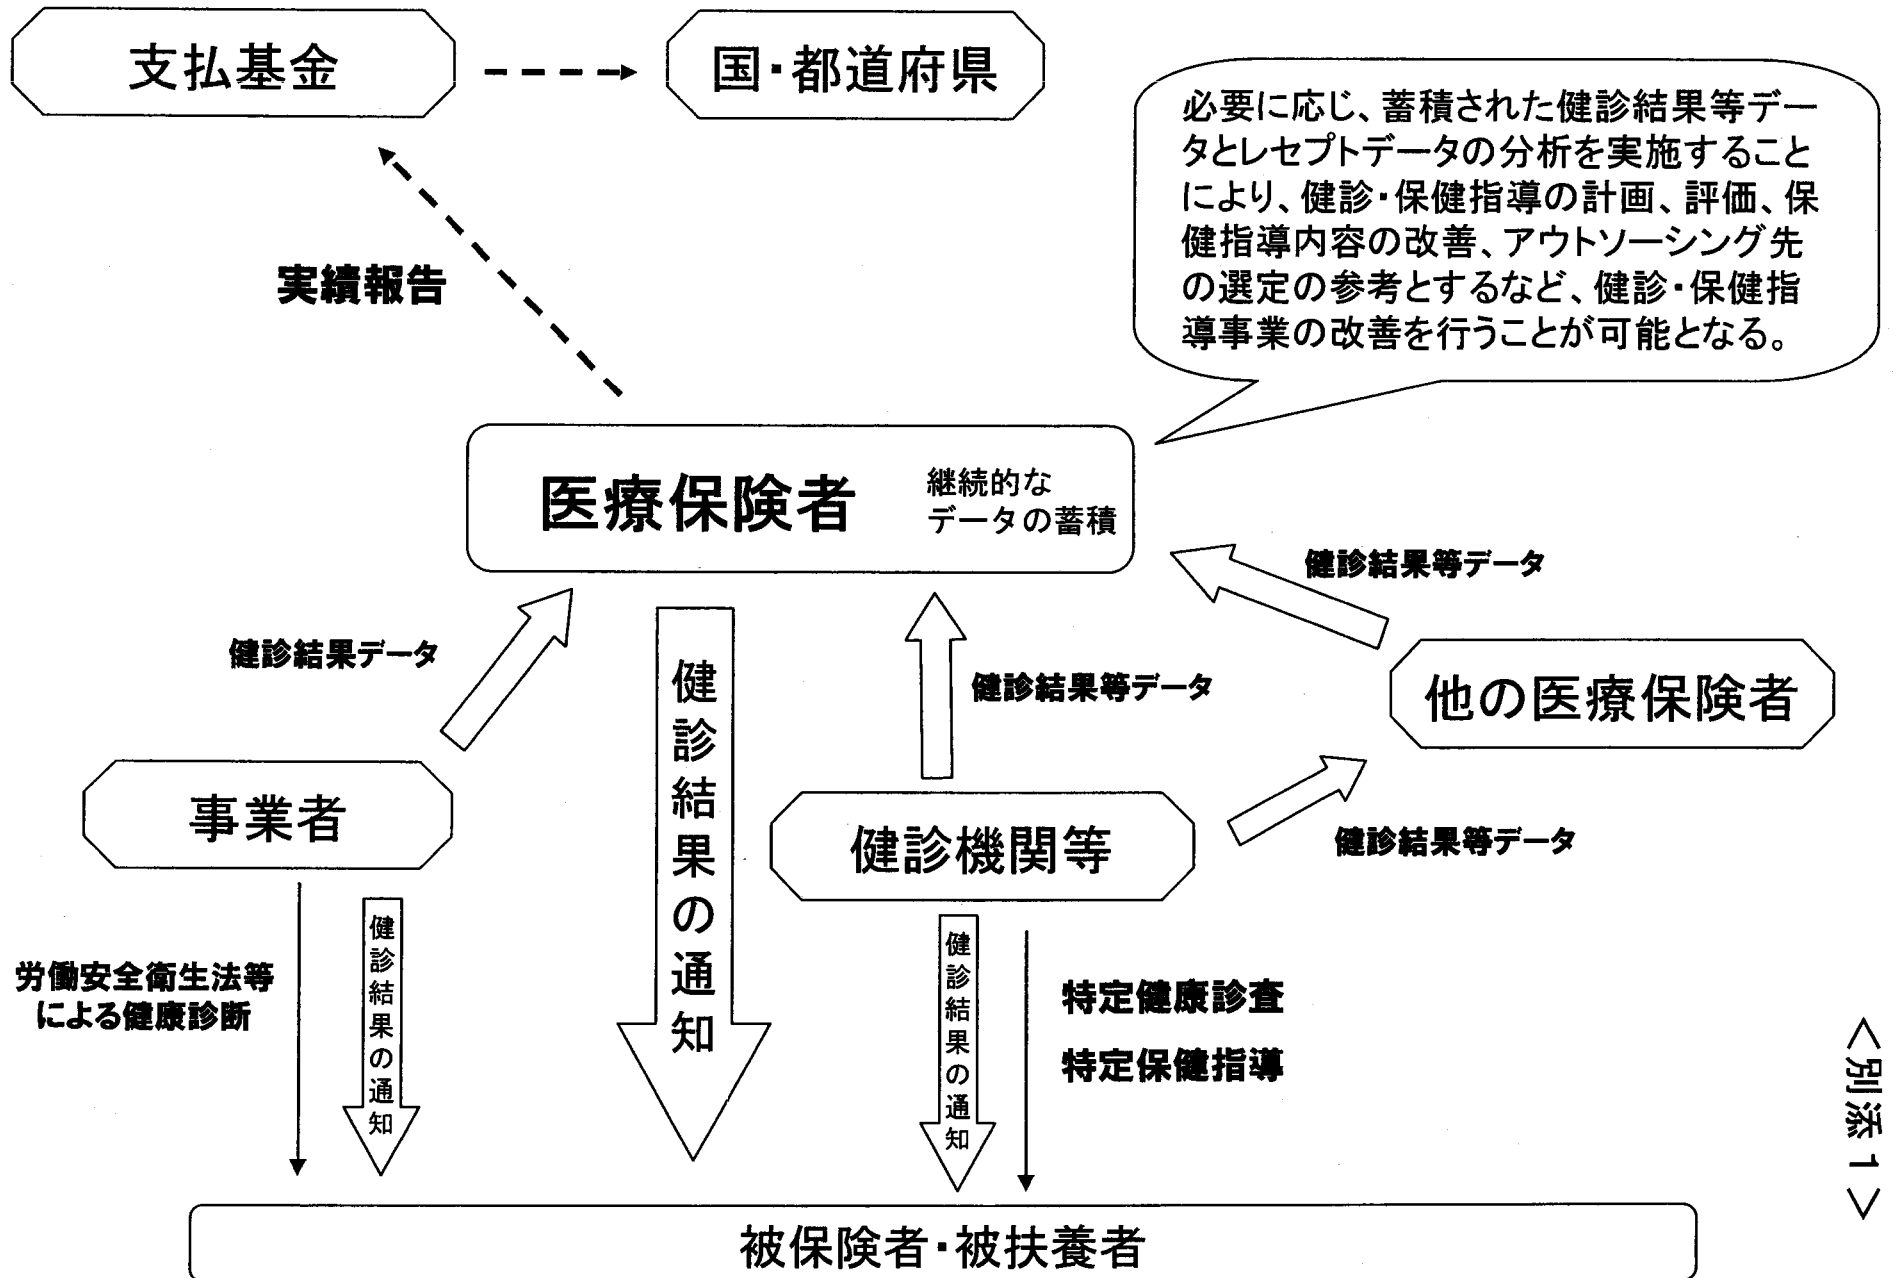 支払基金
国・都道府県
必要に応じ、蓄積された健診結果等デー
タとレセプトデータの分析を実施すること
により、健診・保健指導の計画、評価、保
健指導内容の改善、アウトソーシング先
の選定の参考とするなど、健診・保健指
導事業の改善を行うことが可能となる。
実績報告
医療保険者
継続的な
データの蓄積
健診結果等データ
健診結果データ
健診結果の通知
健診結果等データ
他の医療保険者
事業者
健診機関等
健診結果等データ
労働安全衛生法等
による健康診断
健診結果の通知
健診結果の通知
特定健康診査
特定保健指導
<別添1>
被保険者・被扶養者